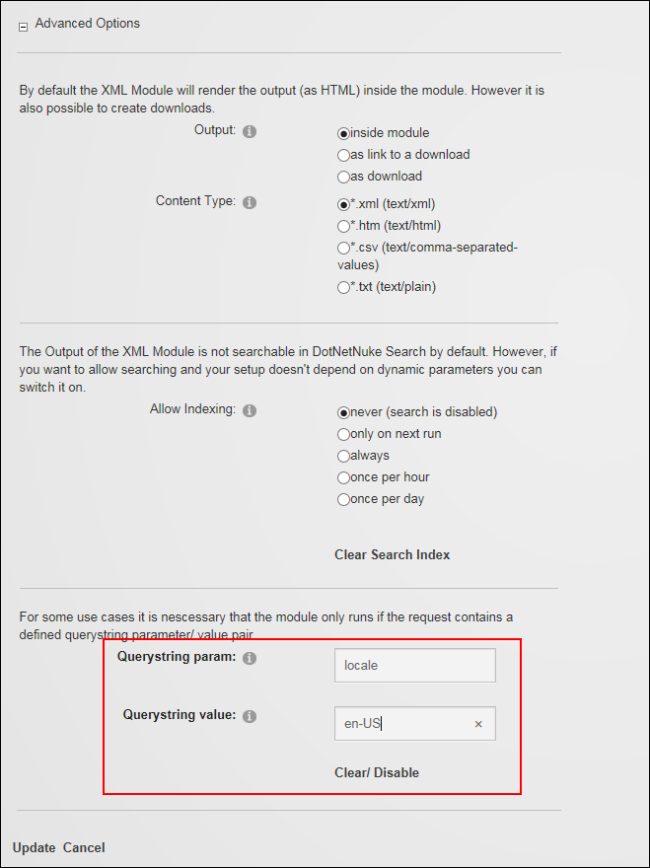 Advanced Options
By default the XML Module will render the output (as HTML) inside the module. However it is
also possible to create downloads.
Output:
inside module
as link to a download
as download
Content Type:
*.xml (text/xml)
*.htm (text/html)
*.csv (text/comma-separated-
values)
*.txt (text/plain)
The Output of the XML Module is not searchable in DotNetNuke Search by default. However, if
you want to allow searching and your setup doesn't depend on dynamic parameters you can
switch it on.
Allow Indexing:
never (search is disabled)
only on next run
always
once per hour
once per day
Clear Search Index
For some use cases it is nescessary that the module only runs if the request contains a
defined querystring parameter/ value pair
Querystring param:
locale
Querystring value:
en-US
Clear/ Disable
Update Cancel